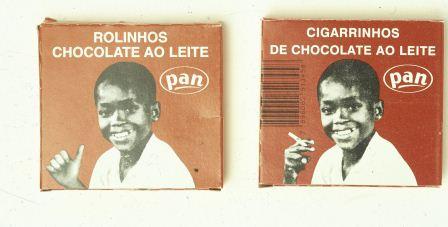 ROLINHOS
CHOCOLATE AO LEITE
pan
CIGARRINHOS
DE CHOCOLATE AO LEITE
pan